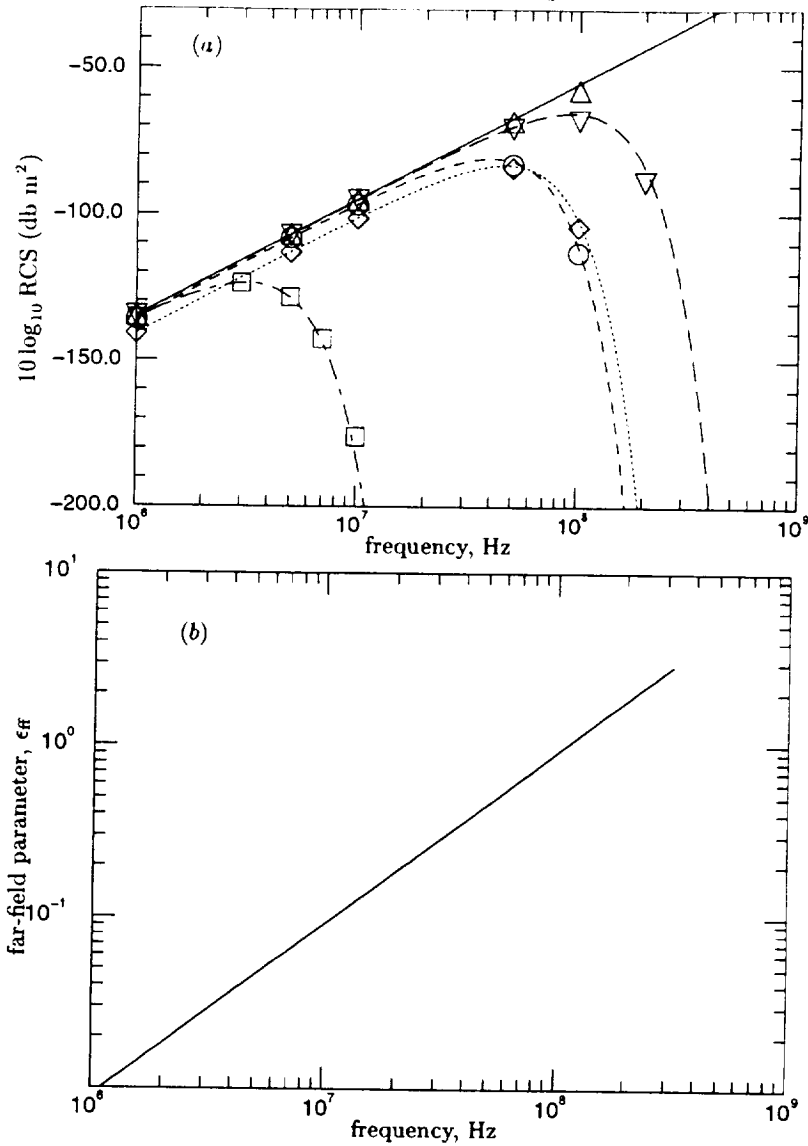 (a)
-50.0
-100.0
-150.0
-200.0
10 log₁₀ RCS (db m²)
10⁶
10⁷
10⁸
10⁹
frequency, Hz
(b)
10¹
10⁰
10⁻¹
far-field parameter, ϵff
10⁶
10⁷
10⁸
10⁹
frequency, Hz